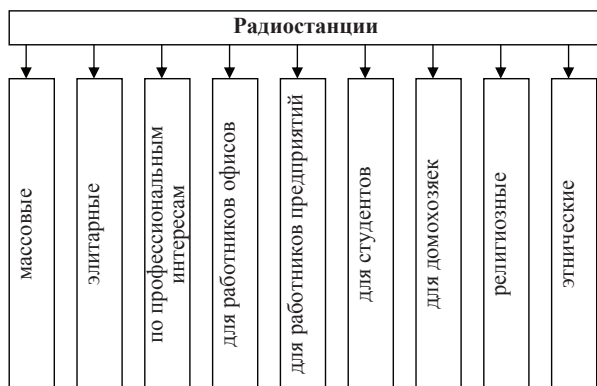 Радиостанции
массовые
элитарные
по профессиональным
интересам
для работников офисов
для работников предприятий
для студентов
для домохозяек
религиозные
этнические